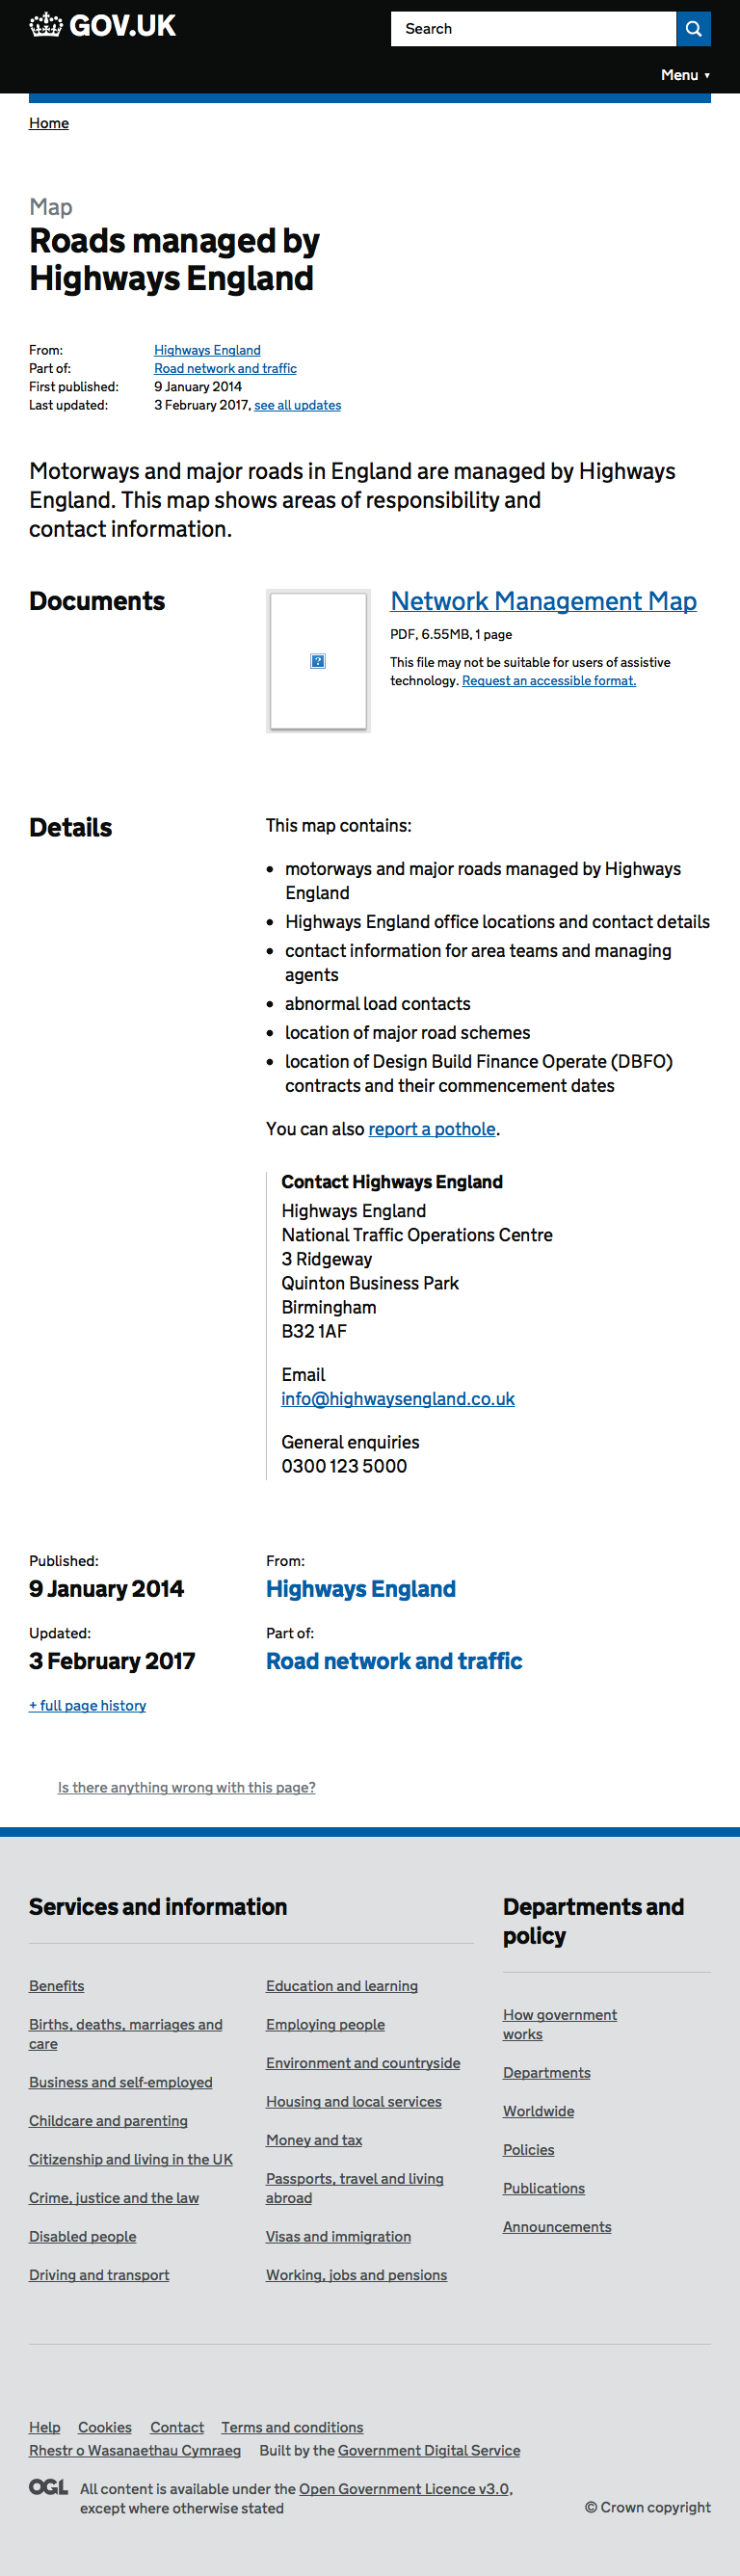 GOV.UK
Search
Menu ▼
Home
Map
Roads managed by
Highways England
From: Highways England
Part of: Road network and traffic
First published: 9 January 2014
Last updated: 3 February 2017, see all updates
Motorways and major roads in England are managed by Highways
England. This map shows areas of responsibility and
contact information.
Documents
?
Network Management Map
PDF, 6.55MB, 1 page
This file may not be suitable for users of assistive
technology. Request an accessible format.
Details
This map contains:
• motorways and major roads managed by Highways
England
• Highways England office locations and contact details
• contact information for area teams and managing
agents
• abnormal load contacts
• location of major road schemes
• location of Design Build Finance Operate (DBFO)
contracts and their commencement dates
You can also report a pothole.
Contact Highways England
Highways England
National Traffic Operations Centre
3 Ridgeway
Quinton Business Park
Birmingham
B32 1AF
Email
info@highwaysengland.co.uk
General enquiries
0300 123 5000
Published:
9 January 2014
From:
Highways England
Updated:
3 February 2017
Part of:
Road network and traffic
+ full page history
Is there anything wrong with this page?
Services and information
Benefits
Births, deaths, marriages and
care
Business and self-employed
Childcare and parenting
Citizenship and living in the UK
Crime, justice and the law
Disabled people
Driving and transport
Education and learning
Employing people
Environment and countryside
Housing and local services
Money and tax
Passports, travel and living
abroad
Visas and immigration
Working, jobs and pensions
Departments and
policy
How government
works
Departments
Worldwide
Policies
Publications
Announcements
Help Cookies Contact Terms and conditions
Rhestr o Wasanaethau Cymraeg Built by the Government Digital Service
OGL
All content is available under the Open Government Licence v3.0,
except where otherwise stated
© Crown copyright